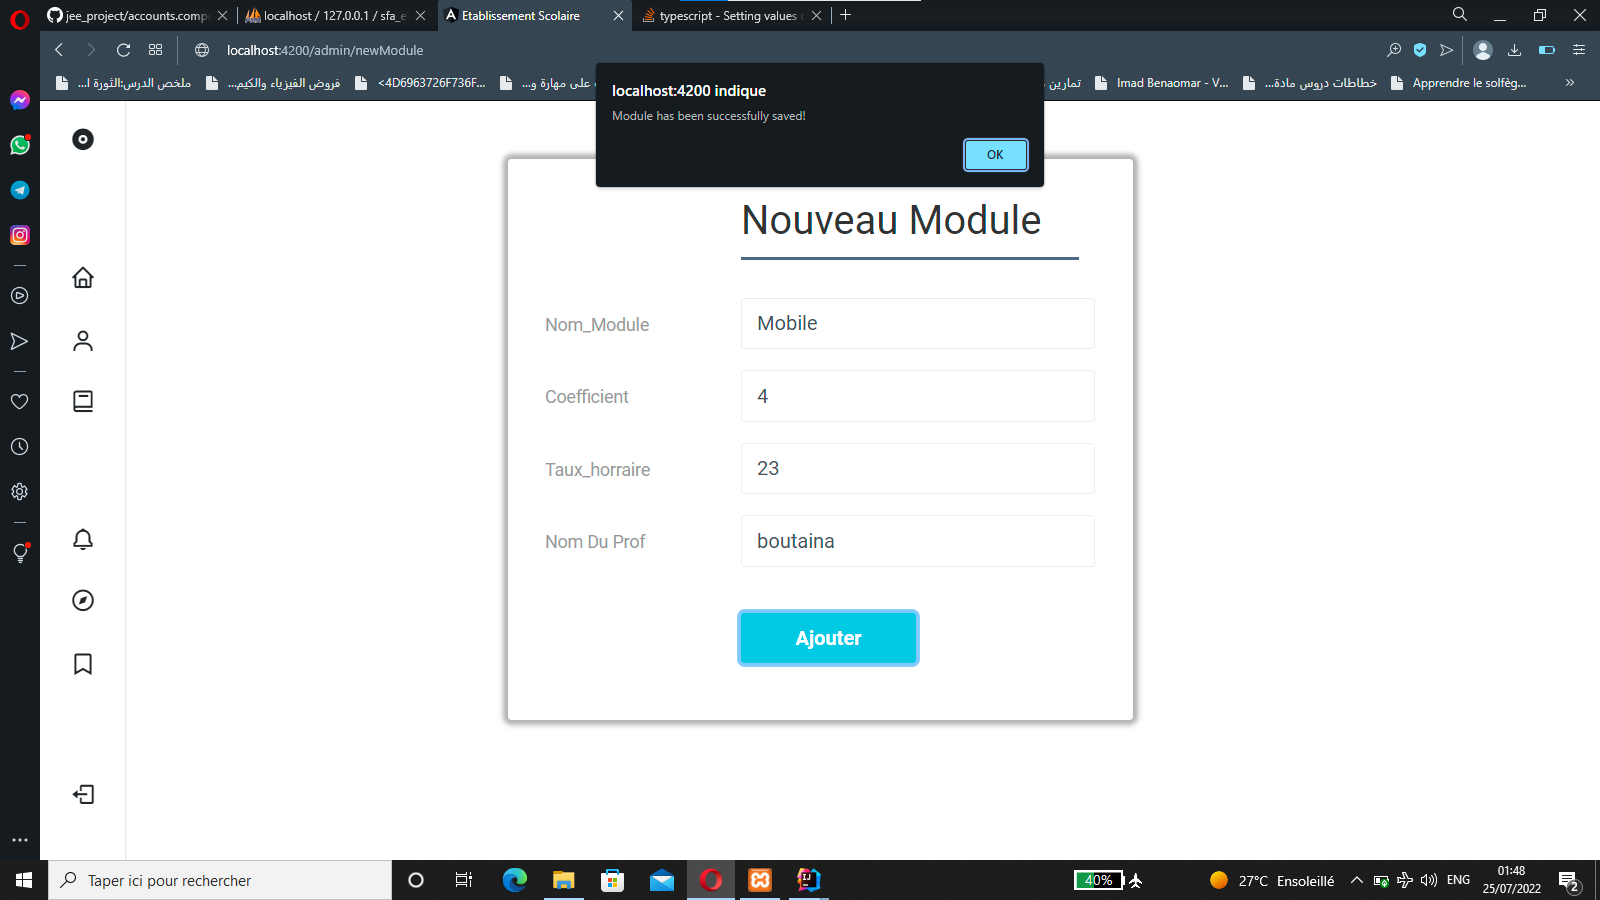 jee_project/accounts.comp
localhost / 127.0.0.1 / sfa_e
Etablissement Scolaire
typescript - Setting values
localhost:4200/admin/newModule
ملخص الدرس:الثورة ا...
فروض الفيزياء والكيم...
<4D6963726F736F...
على مهارة و...
تمارين
Imad Benaomar - V...
خطاطات دروس مادة...
Apprendre le solfèg...
localhost:4200 indique
Module has been successfully saved!
OK
Nouveau Module
Nom_Module
Mobile
Coefficient
4
Taux_horraire
23
Nom Du Prof
boutaina
Ajouter
Taper ici pour rechercher
40%
27°C Ensoleillé
ENG
01:48
25/07/2022
2